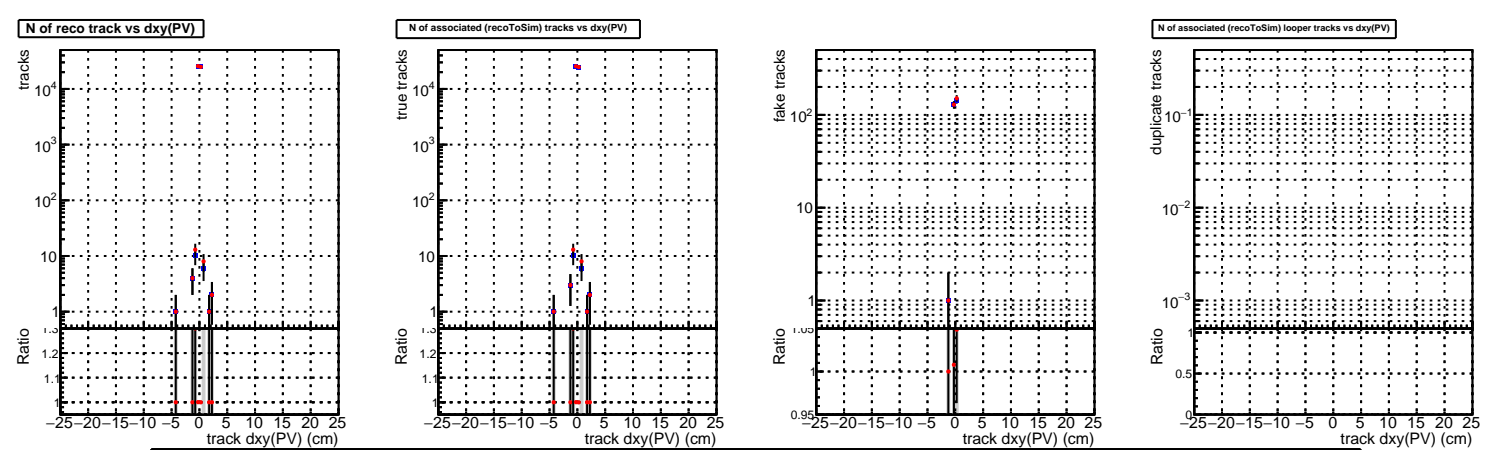 N of reco track vs dxy(PV)
tracks
10⁴
10³
10²
10
1
Ratio
1.3
1.2
1.1
1
−25−20−15−10 −5 0 5 10 15 20 25
track dxy(PV) (cm)
N of associated (recoToSim) tracks vs dxy(PV)
true tracks
10⁴
10³
10²
10
1
Ratio
1.3
1.2
1.1
1
−25−20−15−10 −5 0 5 10 15 20 25
track dxy(PV) (cm)
fake tracks
10²
10
1
Ratio
1.05
1
0.95
−25−20−15−10 −5 0 5 10 15 20 25
track dxy(PV) (cm)
N of associated (recoToSim) looper tracks vs dxy(PV)
duplicate tracks
10⁻¹
10⁻²
10⁻³
Ratio
1
0.5
0
−25−20−15−10 −5 0 5 10 15 20 25
track dxy(PV) (cm)